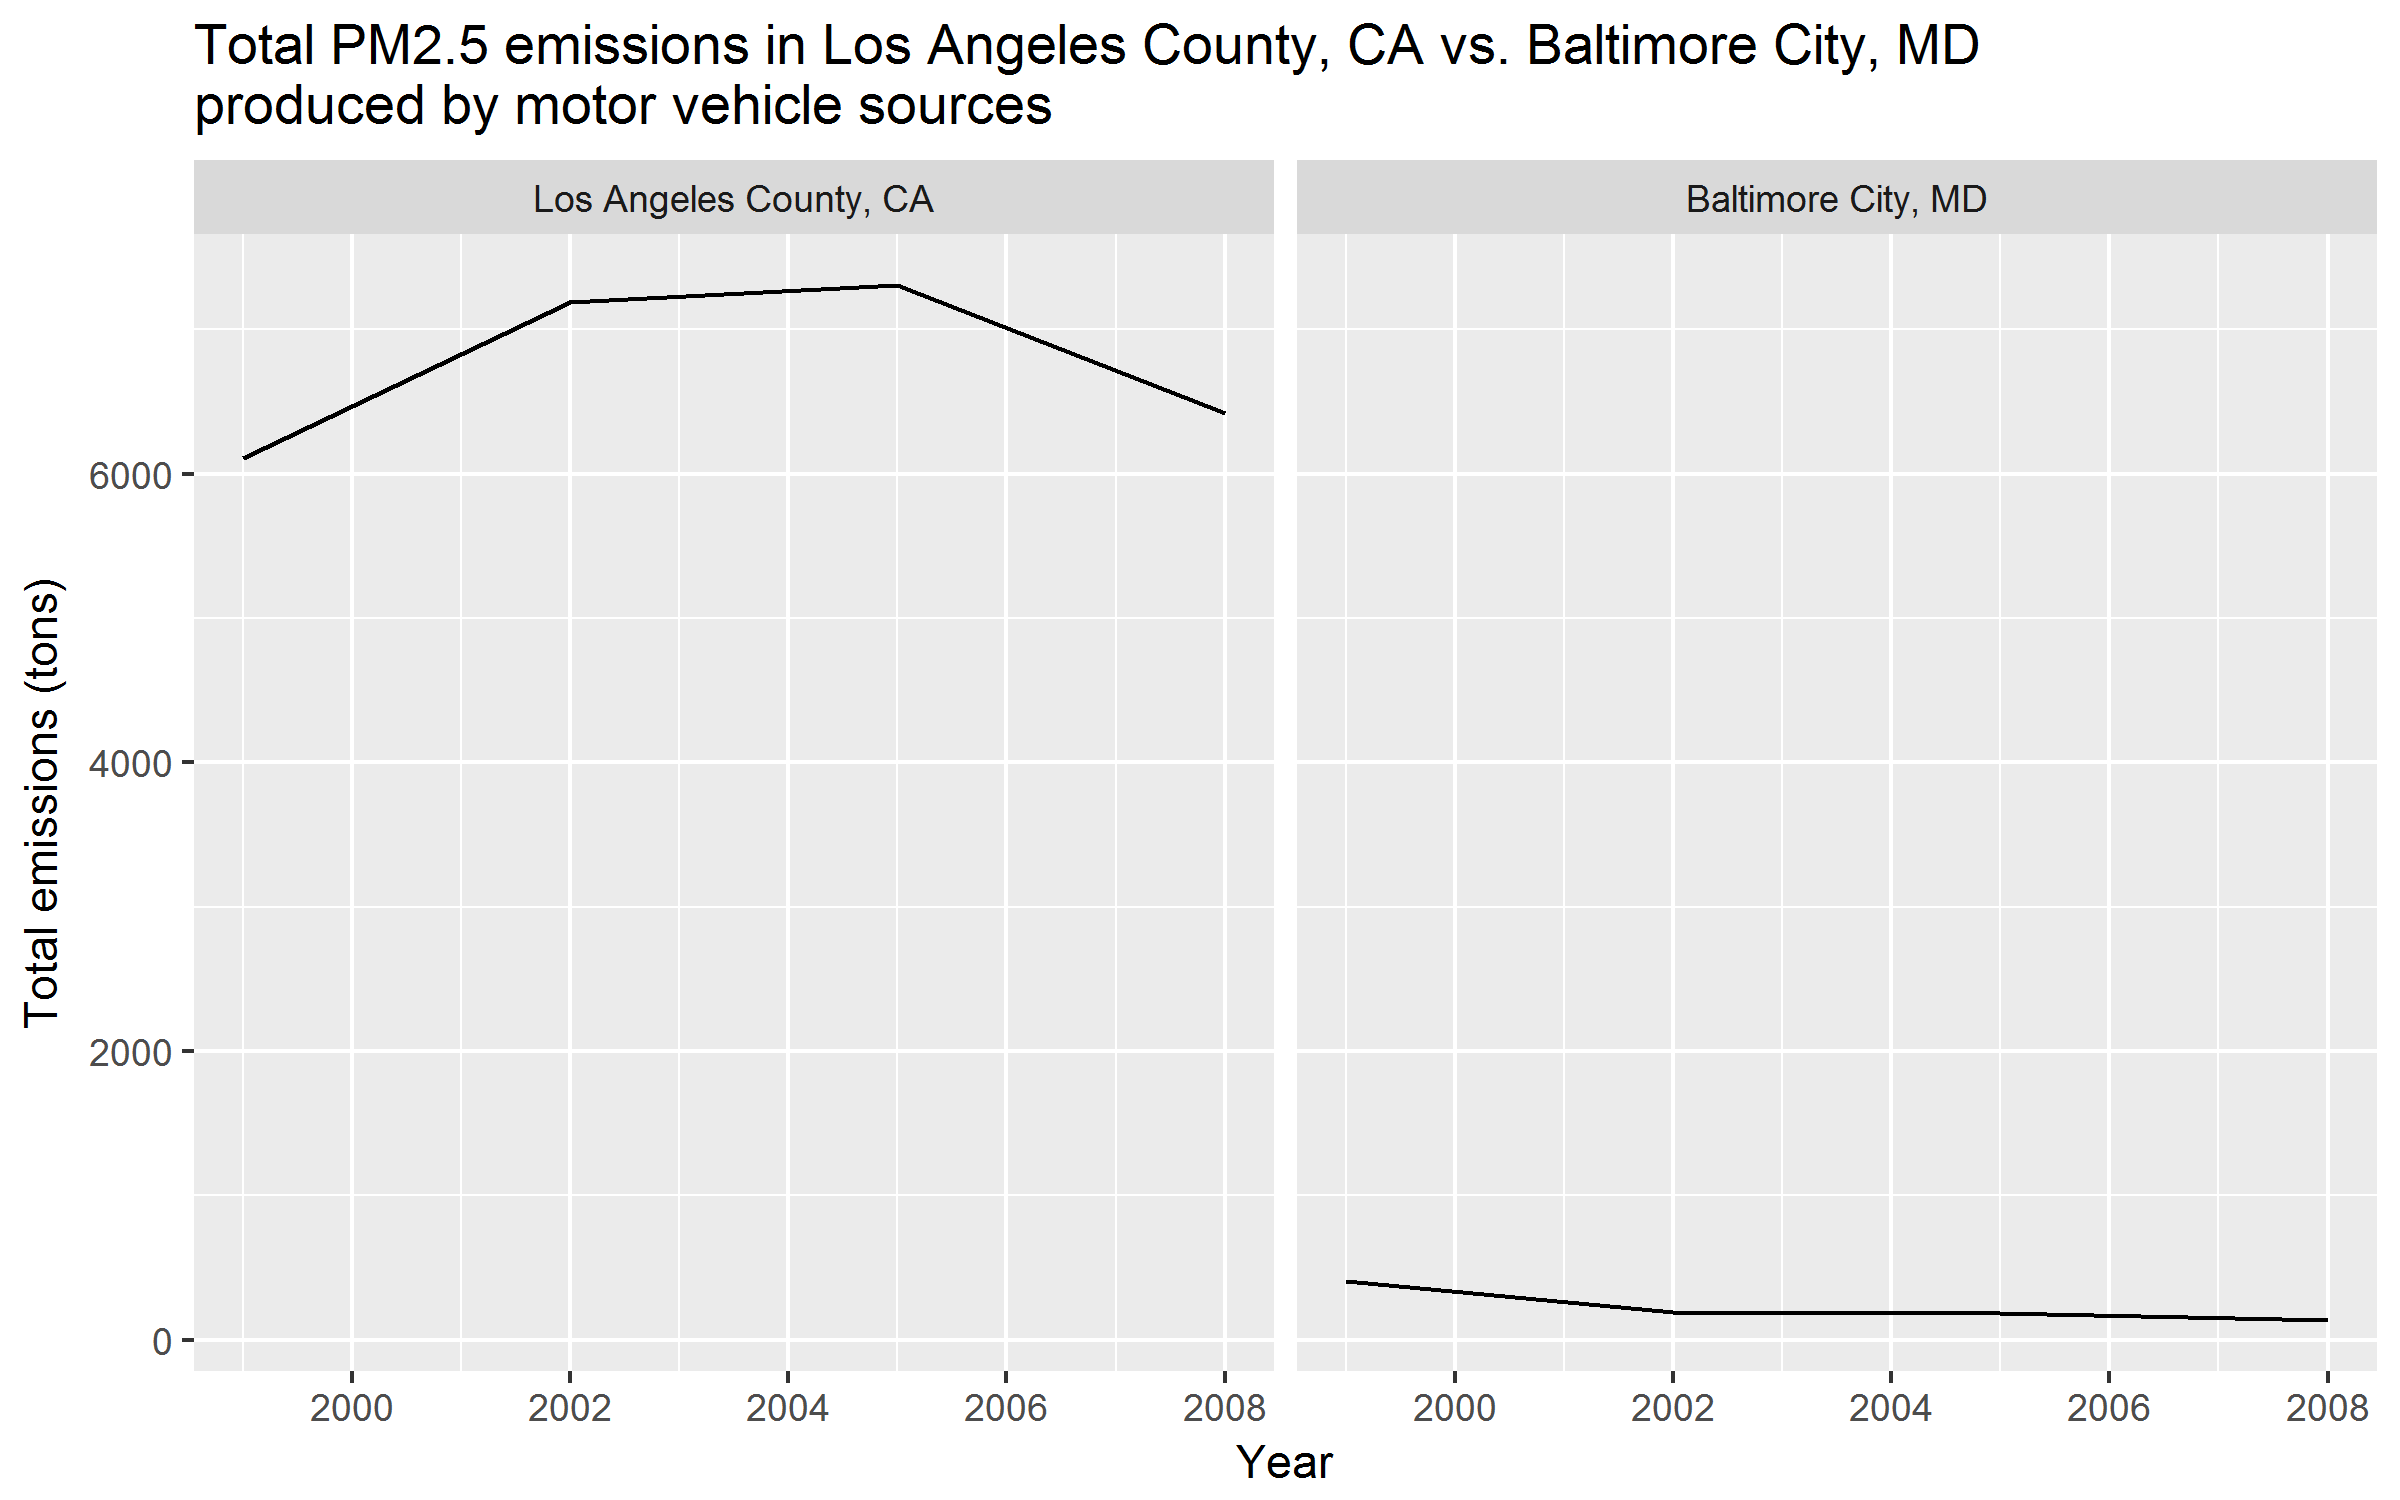 Total PM2.5 emissions in Los Angeles County, CA vs. Baltimore City, MD
produced by motor vehicle sources
Los Angeles County, CA
Baltimore City, MD
Total emissions (tons)
6000
4000
2000
0
2000 2002 2004 2006 2008
2000 2002 2004 2006 2008
Year